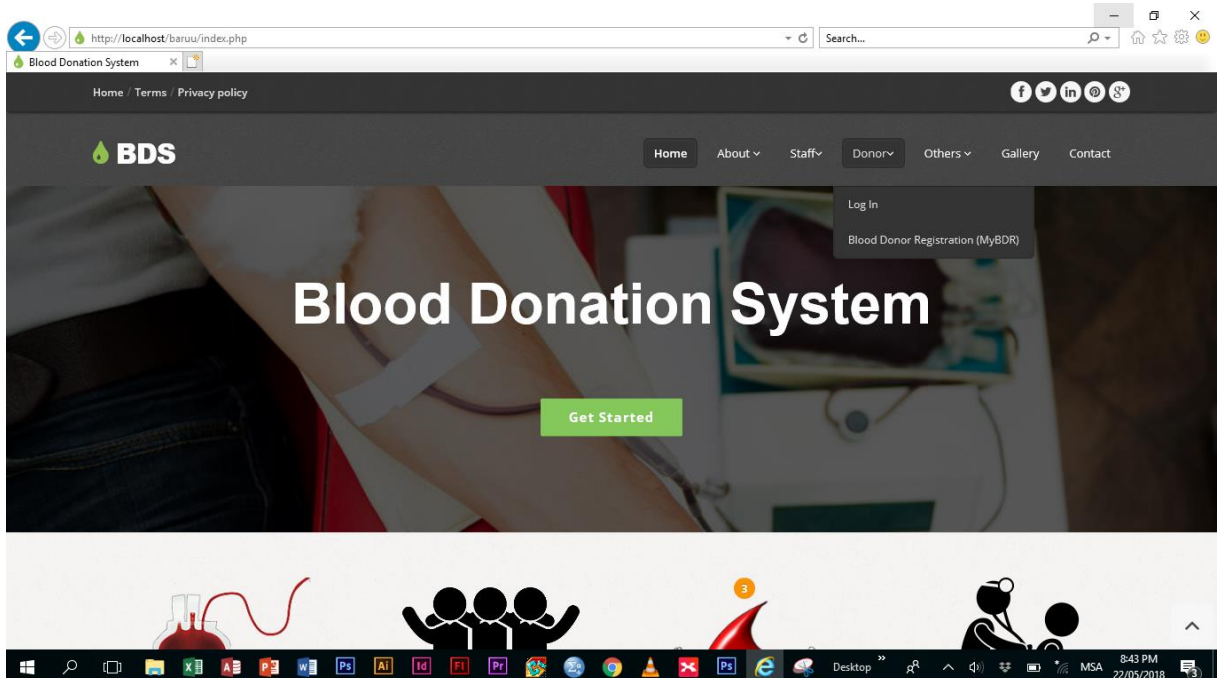 http://localhost/baruu/index.php
Search...
Blood Donation System
Home / Terms / Privacy policy
BDS
Home About Staff Donor Others Gallery Contact
Log In
Blood Donor Registration (MyBDR)
Blood Donation System
Get Started
3
Desktop
MSA
8:43 PM
22/05/2018
3